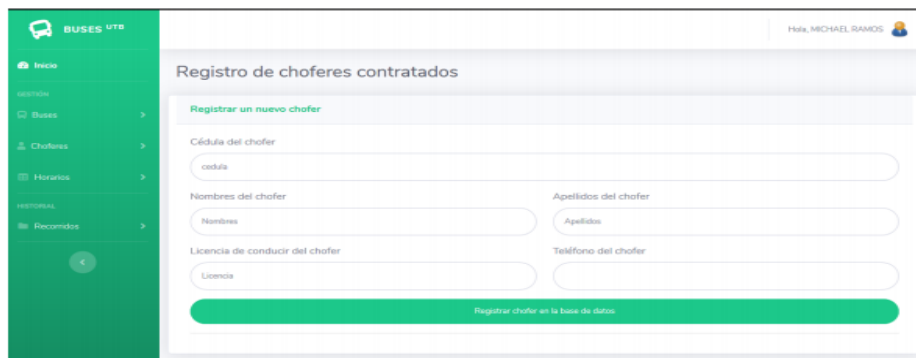 BUSES UTB
Hola, MICHAEL RAMOS
Inicio
GESTIÓN
Buses
Choferes
Horarios
HISTORIAL
Recorridos
Registro de choferes contratados
Registrar un nuevo chofer
Cédula del chofer
cedula
Nombres del chofer
Apellidos del chofer
Nombres
Apellidos
Licencia de conducir del chofer
Teléfono del chofer
Licencia
Registrar chofer en la base de datos